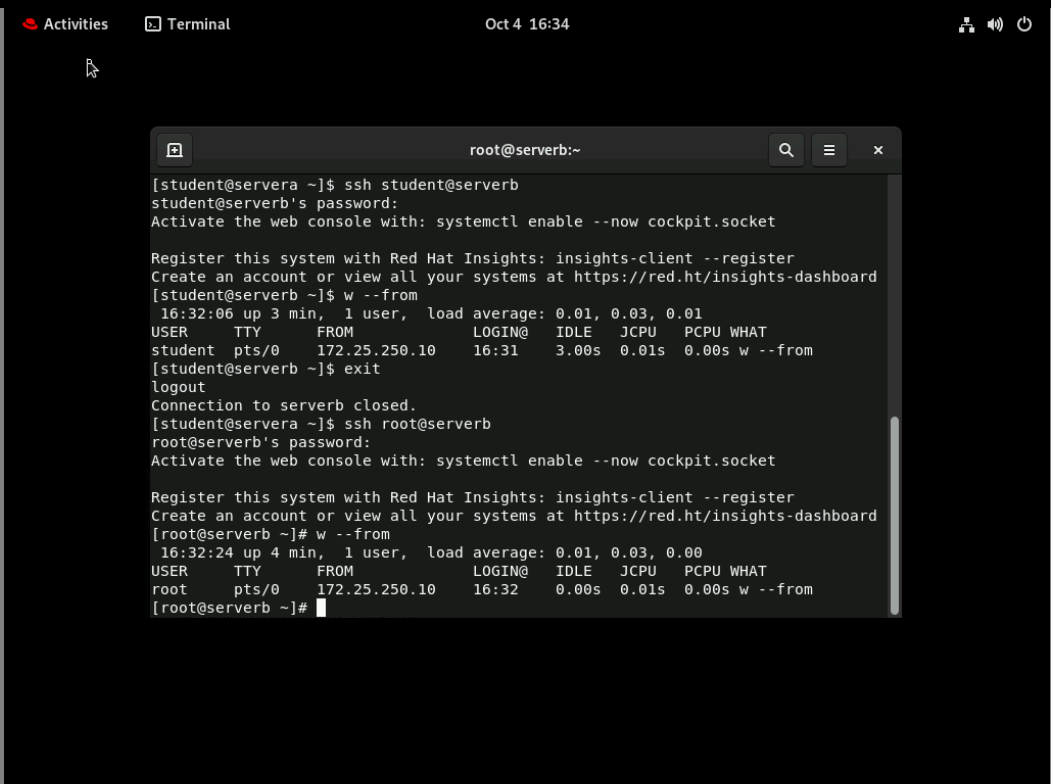 Activities
Terminal
Oct 4 16:34
root@serverb:~
[student@servera ~]$ ssh student@serverb
student@serverb's password:
Activate the web console with: systemctl enable --now cockpit.socket
Register this system with Red Hat Insights: insights-client --register
Create an account or view all your systems at https://red.ht/insights-dashboard
[student@serverb ~]$ w --from
 16:32:06 up 3 min,  1 user,  load average: 0.01, 0.03, 0.01
USER     TTY      FROM             LOGIN@   IDLE   JCPU   PCPU WHAT
student  pts/0    172.25.250.10    16:31    3.00s  0.01s  0.00s w --from
[student@serverb ~]$ exit
logout
Connection to serverb closed.
[student@servera ~]$ ssh root@serverb
root@serverb's password:
Activate the web console with: systemctl enable --now cockpit.socket
Register this system with Red Hat Insights: insights-client --register
Create an account or view all your systems at https://red.ht/insights-dashboard
[root@serverb ~]# w --from
 16:32:24 up 4 min,  1 user,  load average: 0.01, 0.03, 0.00
USER     TTY      FROM             LOGIN@   IDLE   JCPU   PCPU WHAT
root     pts/0    172.25.250.10    16:32    0.00s  0.01s  0.00s w --from
[root@serverb ~]#